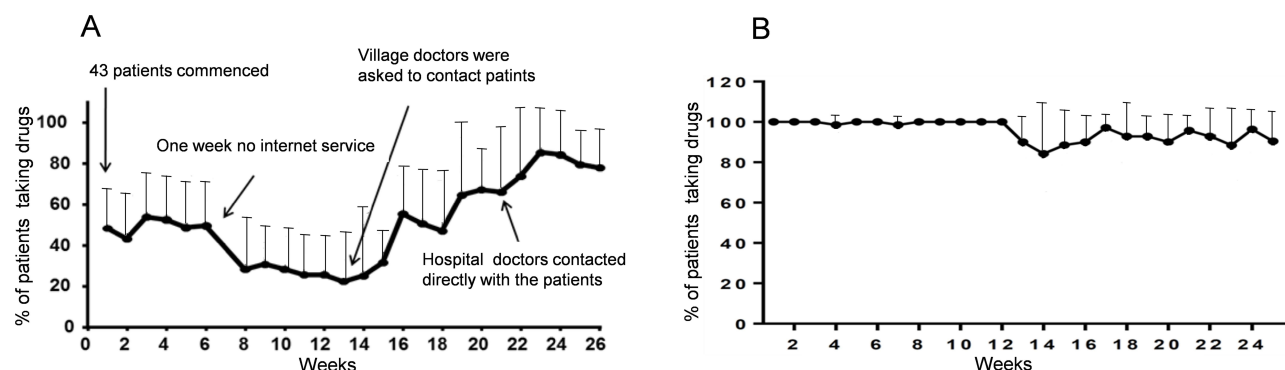 A
43 patients commenced
Village doctors were
asked to contact patints
One week no internet service
Hospital doctors contacted
directly with the patients
% of patients taking drugs
100
80
60
40
20
0
0 2 4 6 8 10 12 14 16 18 20 22 24 26
Weeks
B
% of patients taking drugs
120
100
80
60
40
20
0
2 4 6 8 10 12 14 16 18 20 22 24
Weeks